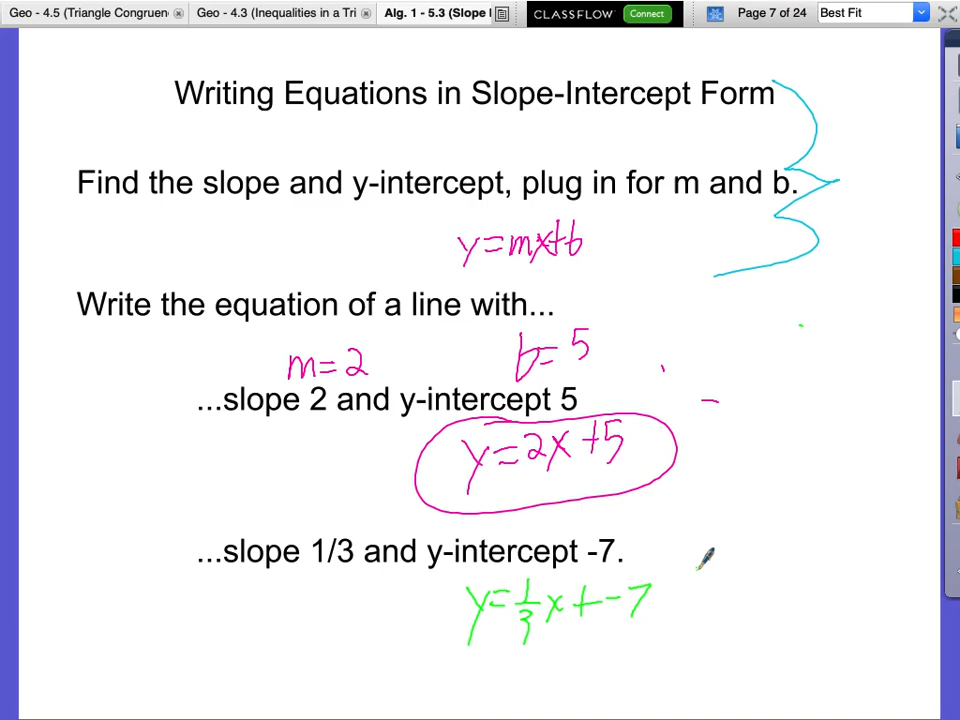 Geo - 4.5 (Triangle Congruen Geo - 4.3 (Inequalities in a Tri Alg. 1 - 5.3 (Slope CLASSFLOW Connect Page 7 of 24 Best Fit
Writing Equations in Slope-Intercept Form
Find the slope and y-intercept, plug in for m and b.
y=mx+b
Write the equation of a line with...
m=2 b=5
...slope 2 and y-intercept 5
y=2x+5
...slope 1/3 and y-intercept -7.
y=1/3x+-7